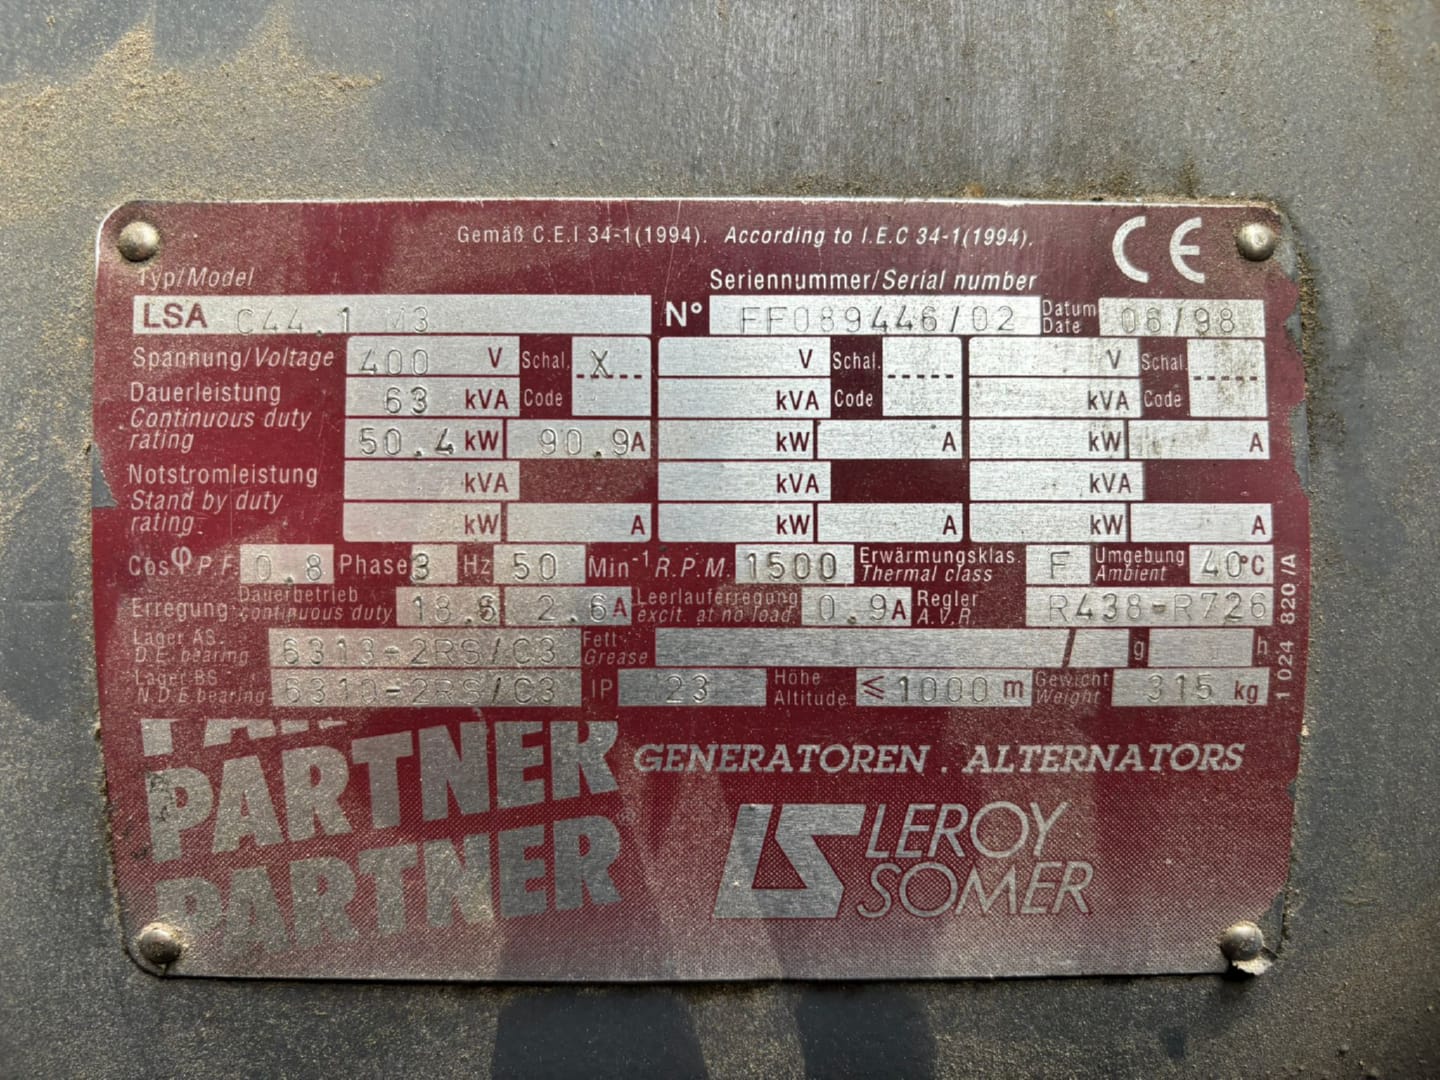 Gemäß C.E.I 34-1(1994). According to I.E.C 34-1(1994). CE
Typ/Model Seriennummer/Serial number
LSA C44.1 M3 N° FF089446/02 Datum Date 06/98
Spannung/Voltage 400 V Schal. X V Schal. V Schal.
Dauerleistung 63 kVA Code kVA Code kVA Code
Continuous duty
rating 50.4 kW 90.9 A kW A kW A
Notstromleistung kVA kVA kVA
Stand by duty
rating kW A kW A kW A
Cos φ P.F. 0.8 Phase 3 Hz 50 Min-1 R.P.M. 1500 Erwärmungsklas. Thermal class F Umgebung Ambient 40°C
Erregung Dauerbetrieb continuous duty 2.6 A Leerlauferregung excit. at no load 0.9 A Regler A.V.R R438-R726
Lager AS. D.E. bearing 6313-2RS/C3 Fett Grease / g h
Lager BS N.D.E bearing 6310-2RS/C3 IP 23 Höhe Altitude ≤1000 m Gewicht Weight 315 kg
1 024 820/A
PARTNER
PARTNER®
GENERATOREN . ALTERNATORS
LS LEROY
SOMER